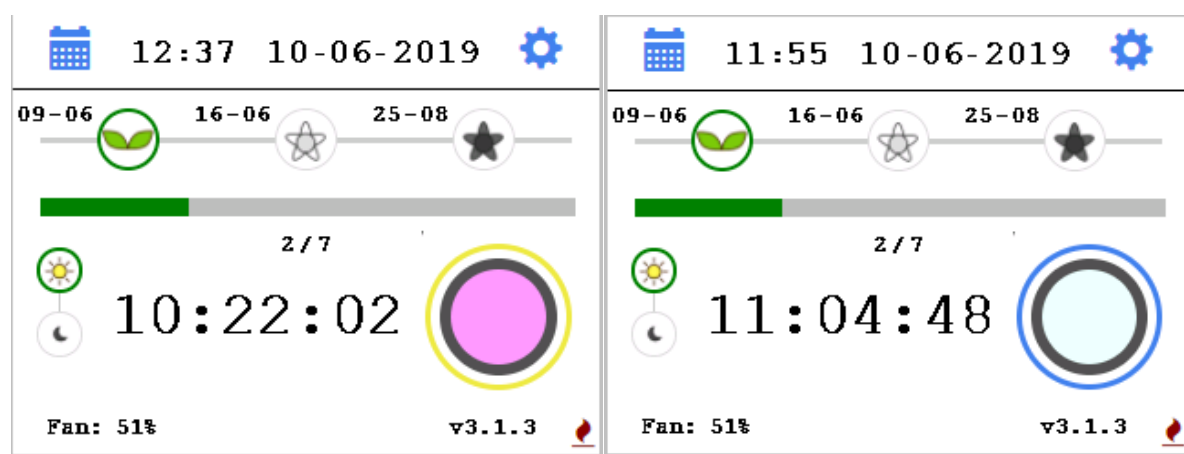 12:37 10-06-2019
09-06 16-06 25-08
2/7
10:22:02
Fan: 51% v3.1.3
11:55 10-06-2019
09-06 16-06 25-08
2/7
11:04:48
Fan: 51% v3.1.3